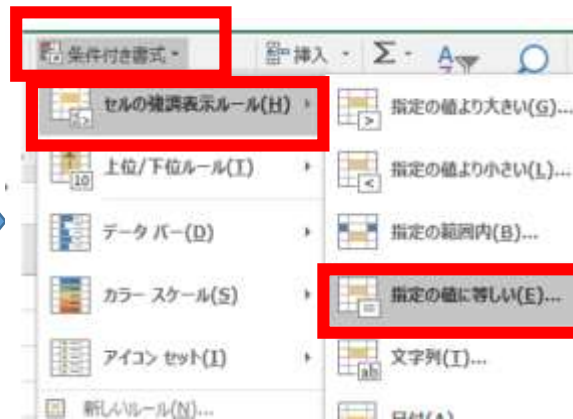 条件付き書式
挿入
Σ
セルの強調表示ルール(H)
上位/下位ルール(T)
データ バー(D)
カラー スケール(S)
アイコン セット(I)
新しいルール(N)...
指定の値より大きい(G)...
指定の値より小さい(L)...
指定の範囲内(B)...
指定の値に等しい(E)...
文字列(T)...
日付(A)